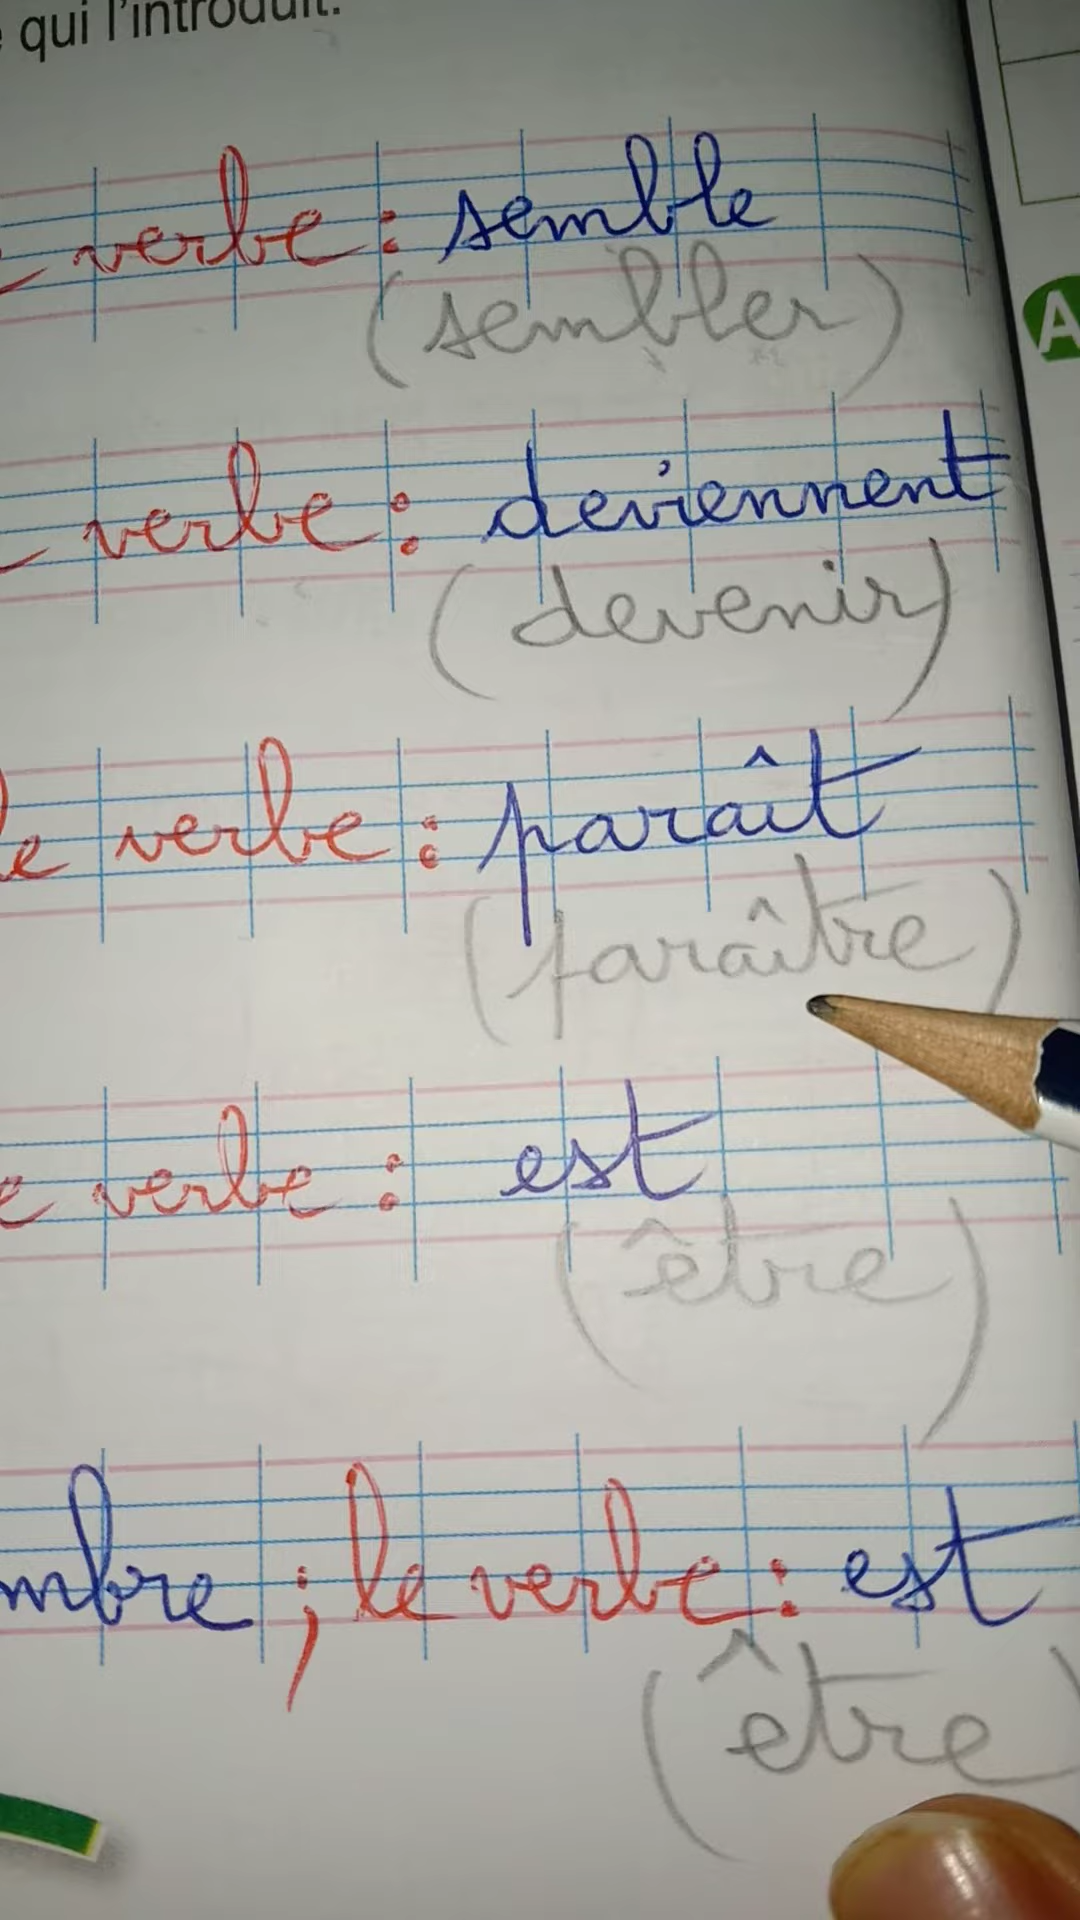 qui l'introduit.
verbe : semble
(sembler)
A
verbe : deviennent
(devenir)
le verbe : paraît
(paraître)
e verbe : est
(être)
mbre ; le verbe : est
(être